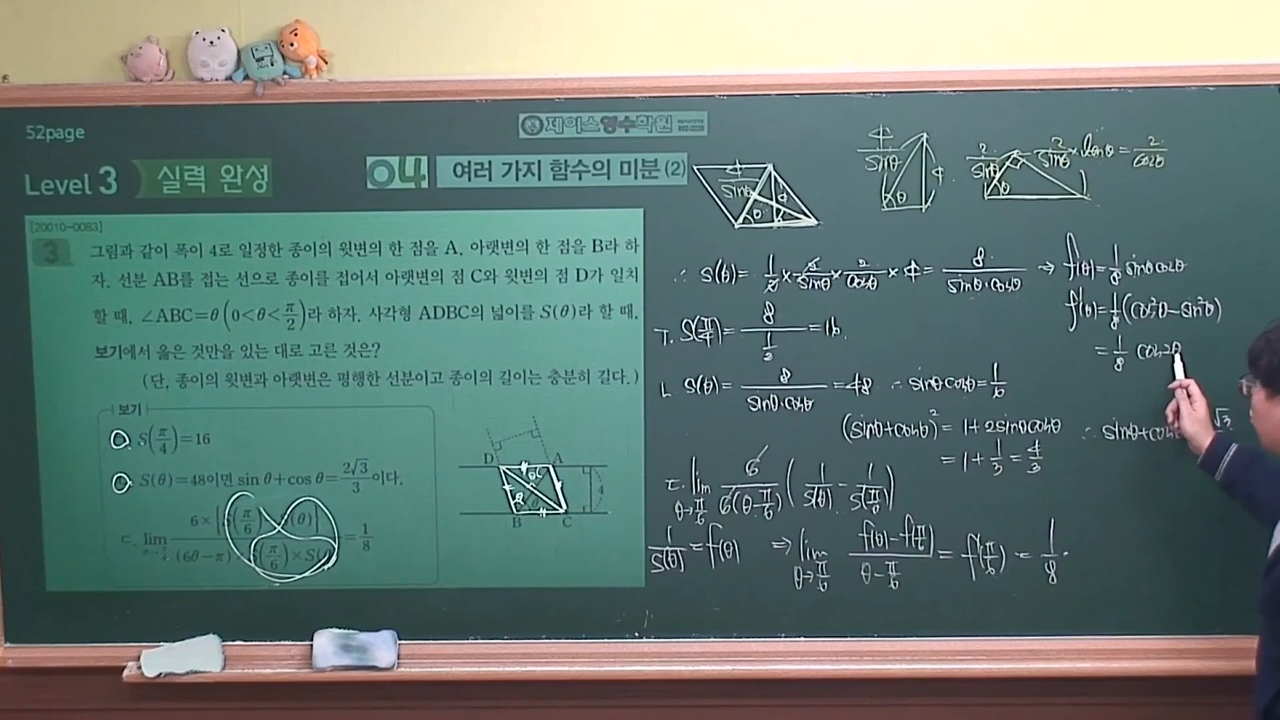 52page
제이스영수학원
Level 3 실력 완성
04 여러 가지 함수의 미분 (2)
[20010-0083]
3
그림과 같이 폭이 4로 일정한 종이의 윗변의 한 점을 A, 아랫변의 한 점을 B라 하
자. 선분 AB를 접는 선으로 종이를 접어서 아랫변의 점 C와 윗변의 점 D가 일치
할 때, ∠ABC=θ(0<θ<π/2)라 하자. 사각형 ADBC의 넓이를 S(θ)라 할 때,
보기에서 옳은 것만을 있는 대로 고른 것은?
(단, 종이의 윗변과 아랫변은 평행한 선분이고 종이의 길이는 충분히 길다.)
보기
S(π/4)=16
S(θ)=48이면 sin θ+cos θ=2√3/3이다.
ㄷ. lim
=1/8
D A
B C
4
4/sinθ
θ
4/sinθ 4 θ
2/sinθ θ 2/sinθ × tanθ = 2/cosθ
∴ S(θ)= 1/2 × 8/sinθ × 2/cosθ × 4 = 8/(sinθ·cosθ) ⇒ f(θ)=1/8 sinθcosθ
f'(θ)=1/8(cos²θ-sin²θ)
= 1/8 cos2θ
ㄱ. S(π/4)= 8/(1/2) = 16
ㄴ. S(θ)= 8/(sinθ·cosθ) = 48 ∴ sinθcosθ=1/6
(sinθ+cosθ)² = 1+2sinθcosθ
= 1+1/3 = 4/3
ㄷ. lim θ→π/6 6/(6(θ-π/6)) (1/S(θ) - 1/S(π/6))
1/S(θ) = f(θ) ⇒ lim θ→π/6 (f(θ)-f(π/6))/(θ-π/6) = f'(π/6) = 1/8